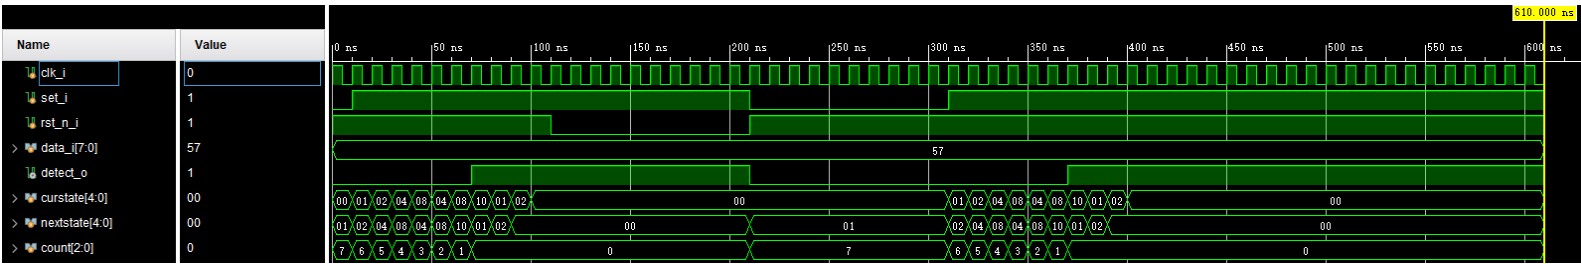 610.000 ns
Name Value
0 ns 50 ns 100 ns 150 ns 200 ns 250 ns 300 ns 350 ns 400 ns 450 ns 500 ns 550 ns 600 ns
clk_i 0
set_i 1
rst_n_i 1
data_i[7:0] 57 57
detect_o 1
curstate[4:0] 00 00 01 02 04 08 04 08 10 01 02 00 01 02 04 08 04 08 10 01 02 00
nextstate[4:0] 00 01 02 04 08 04 08 10 01 02 00 01 02 04 08 04 08 10 01 02 00
count[2:0] 0 7 6 5 4 3 2 1 0 7 6 5 4 3 2 1 0